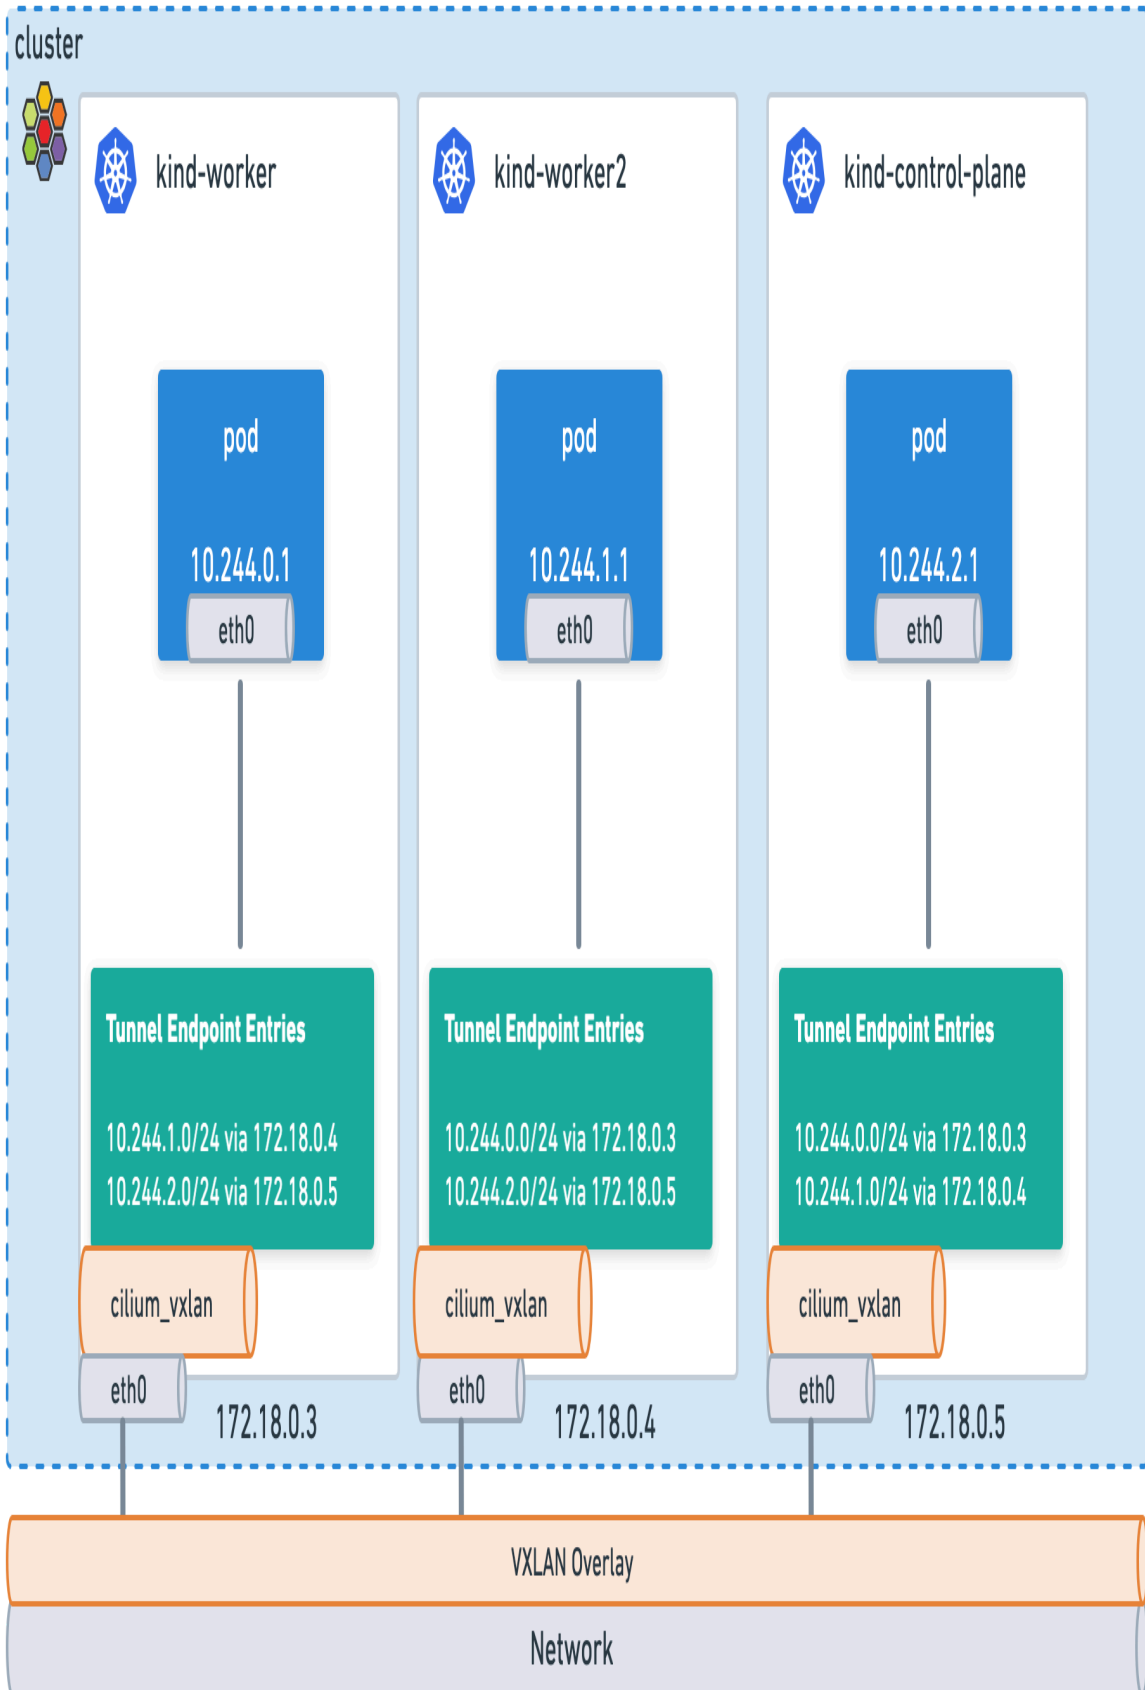 cluster
kind-worker
pod
10.244.0.1
eth0
Tunnel Endpoint Entries
10.244.1.0/24 via 172.18.0.4
10.244.2.0/24 via 172.18.0.5
cilium_vxlan
eth0
172.18.0.3
kind-worker2
pod
10.244.1.1
eth0
Tunnel Endpoint Entries
10.244.0.0/24 via 172.18.0.3
10.244.2.0/24 via 172.18.0.5
cilium_vxlan
eth0
172.18.0.4
kind-control-plane
pod
10.244.2.1
eth0
Tunnel Endpoint Entries
10.244.0.0/24 via 172.18.0.3
10.244.1.0/24 via 172.18.0.4
cilium_vxlan
eth0
172.18.0.5
VXLAN Overlay
Network